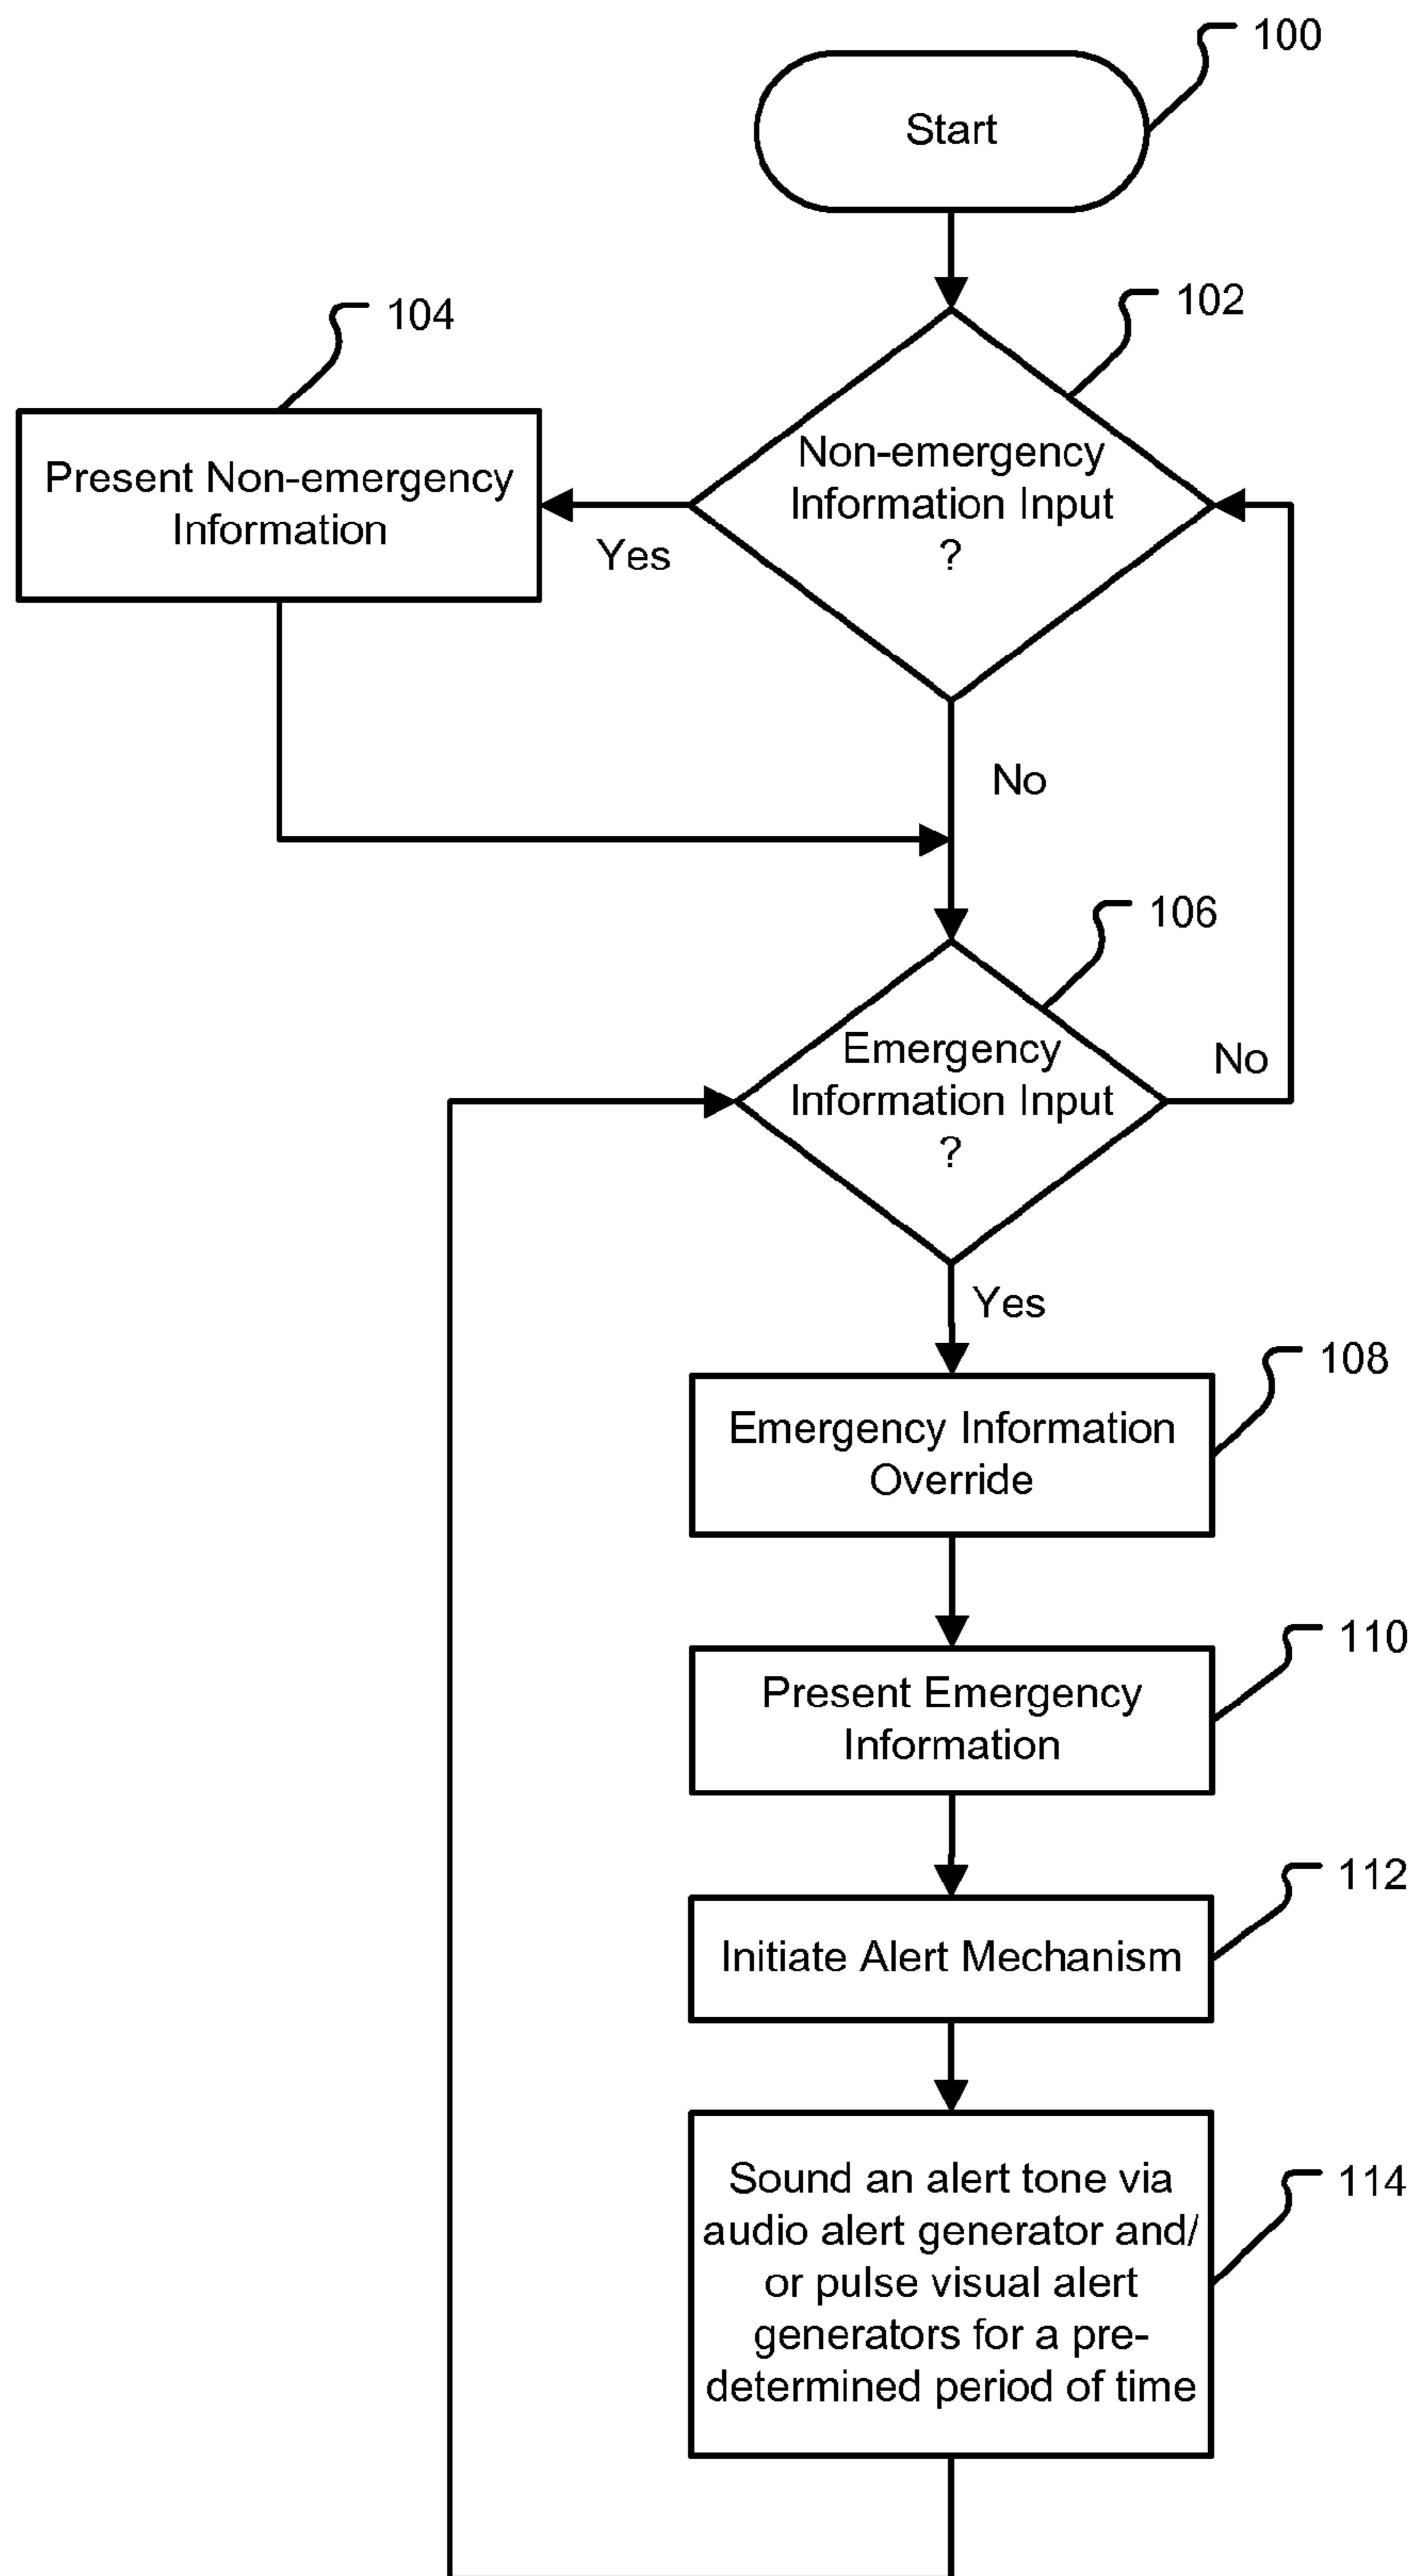 100
Start
102
104
Non-emergency
Information Input
?
Present Non-emergency
Information
Yes
No
106
Emergency
Information Input
?
No
Yes
108
Emergency Information
Override
110
Present Emergency
Information
112
Initiate Alert Mechanism
114
Sound an alert tone via
audio alert generator and/
or pulse visual alert
generators for a pre-
determined period of time